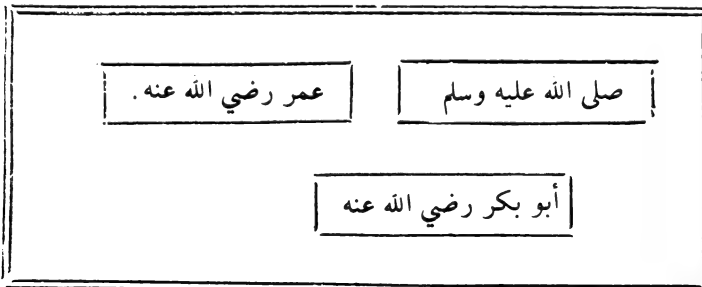 صلى الله عليه وسلم
عمر رضي الله عنه.
أبو بكر رضي الله عنه